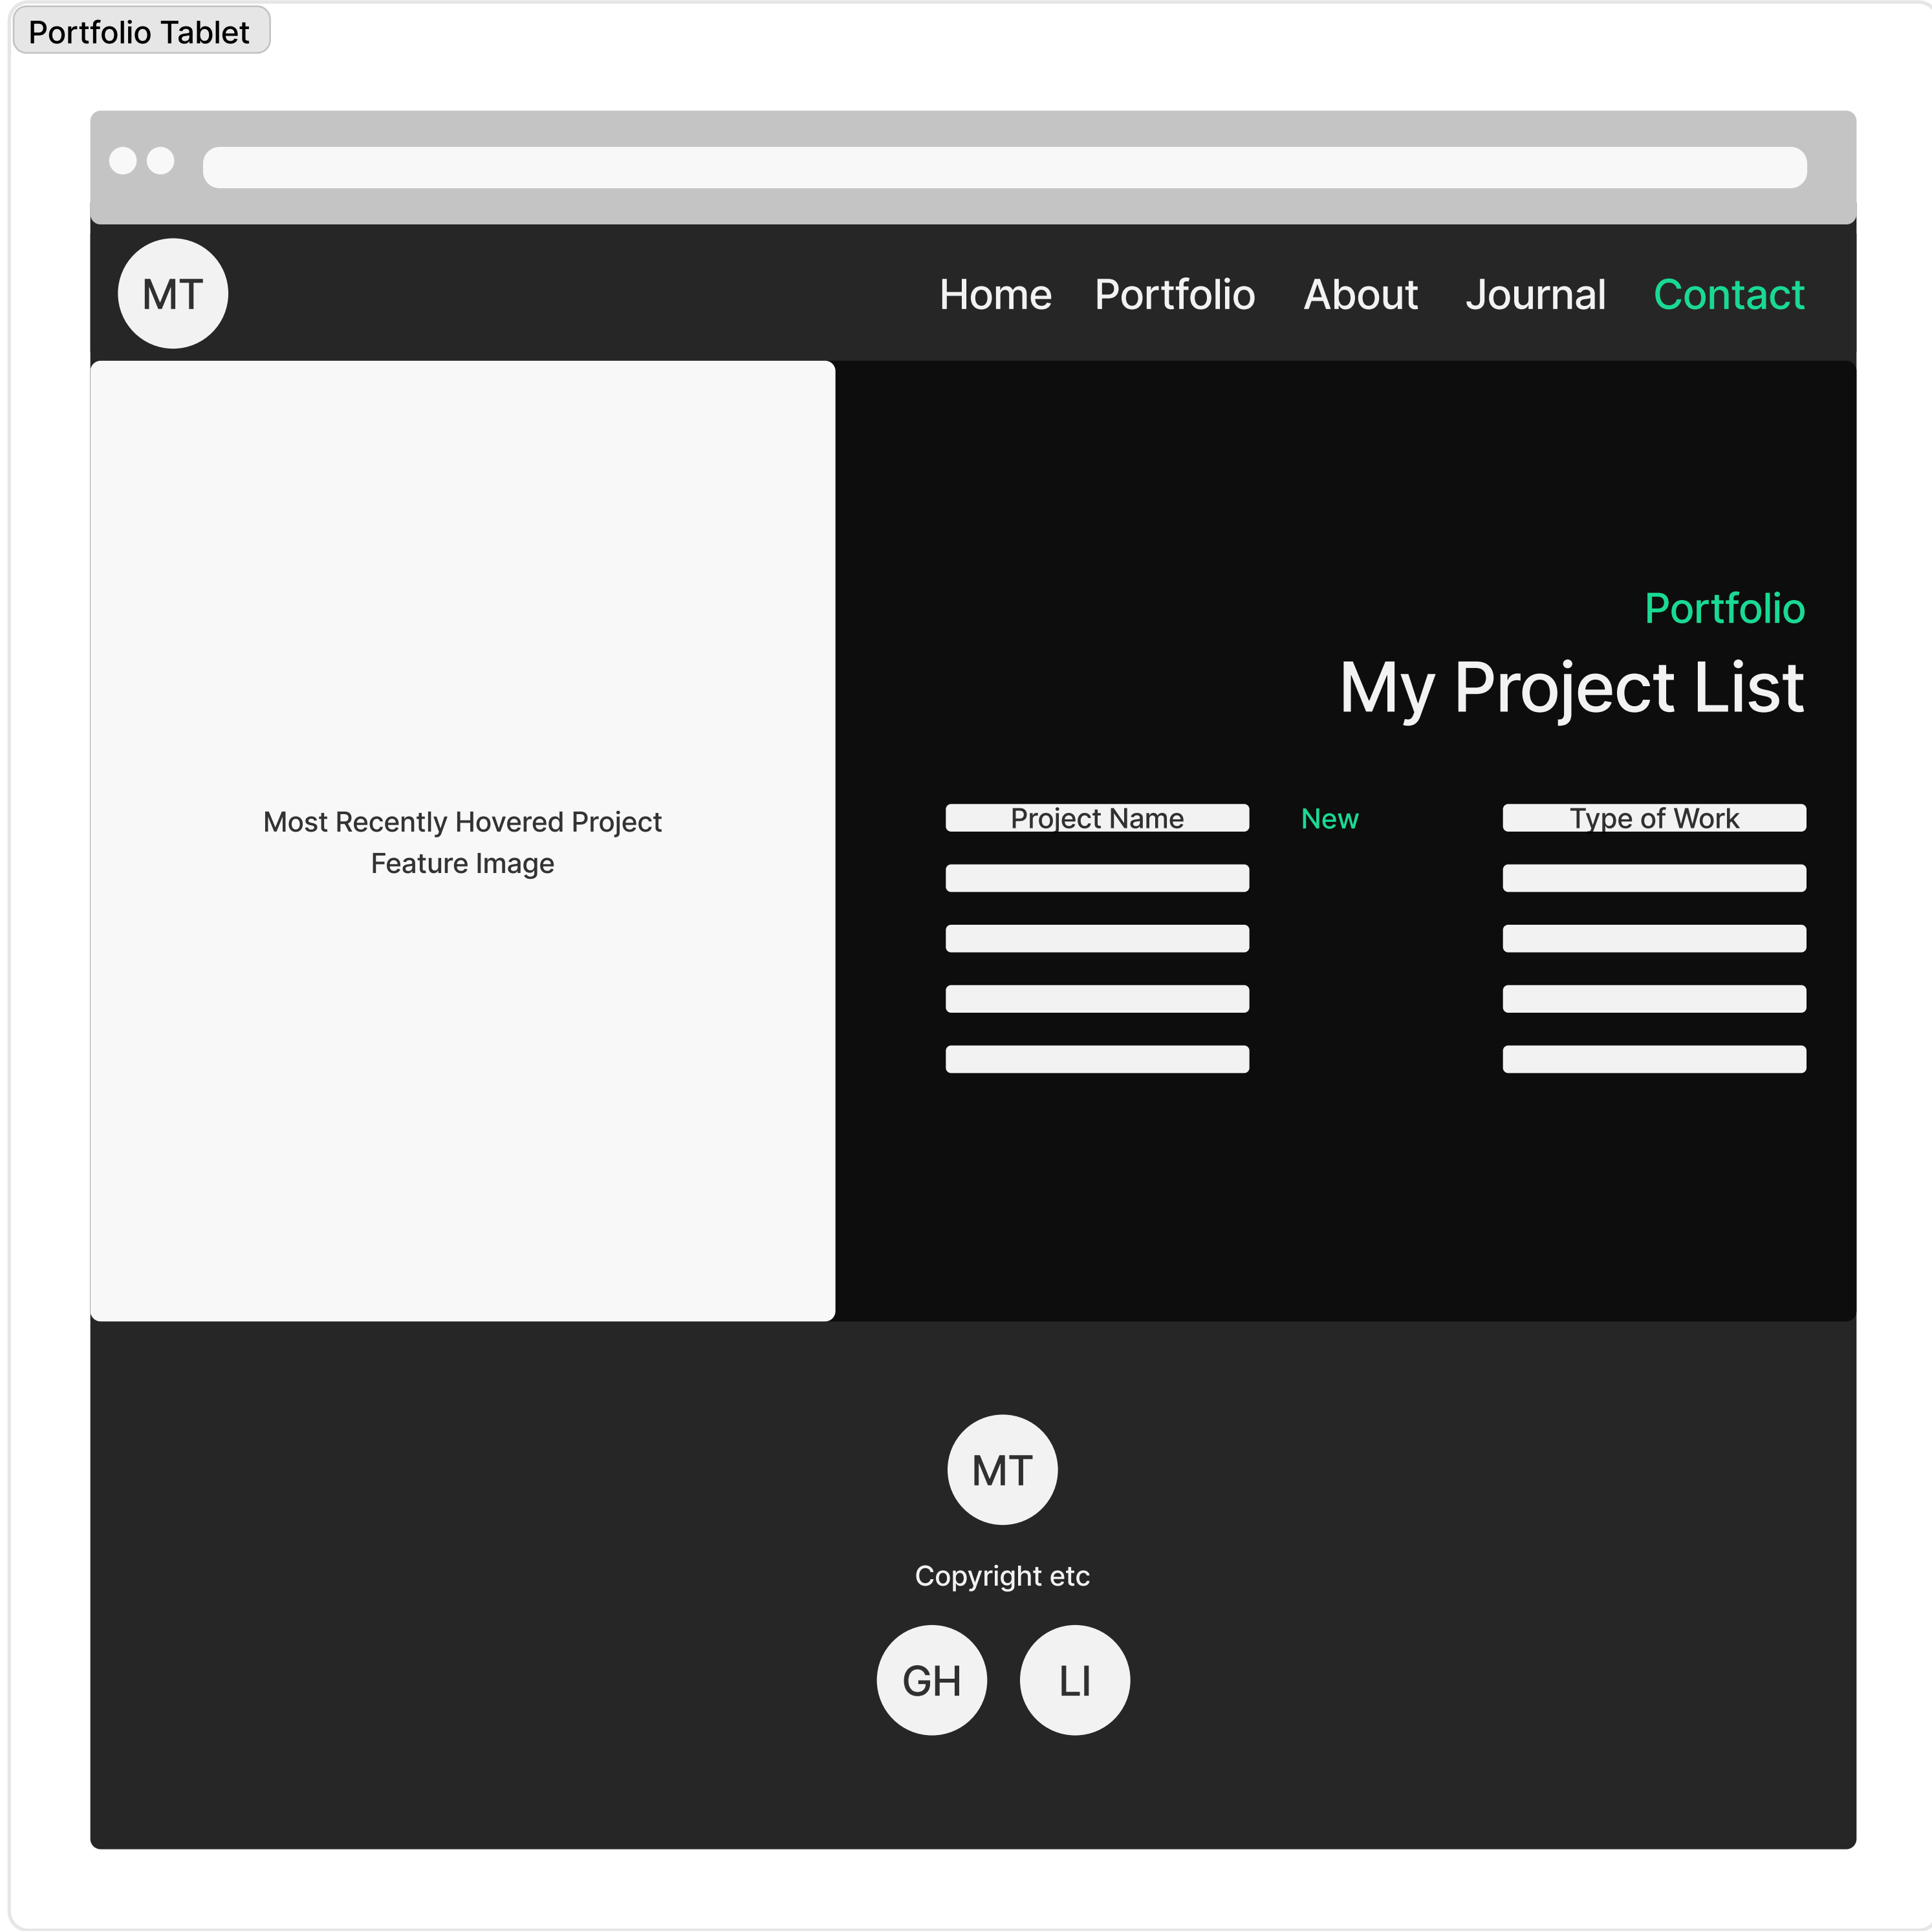 Portfolio Tablet
MT
Home Portfolio About Journal Contact
Portfolio
My Project List
Most Recently Hovered Project
Feature Image
Project Name New Type of Work
MT
Copyright etc
GH LI